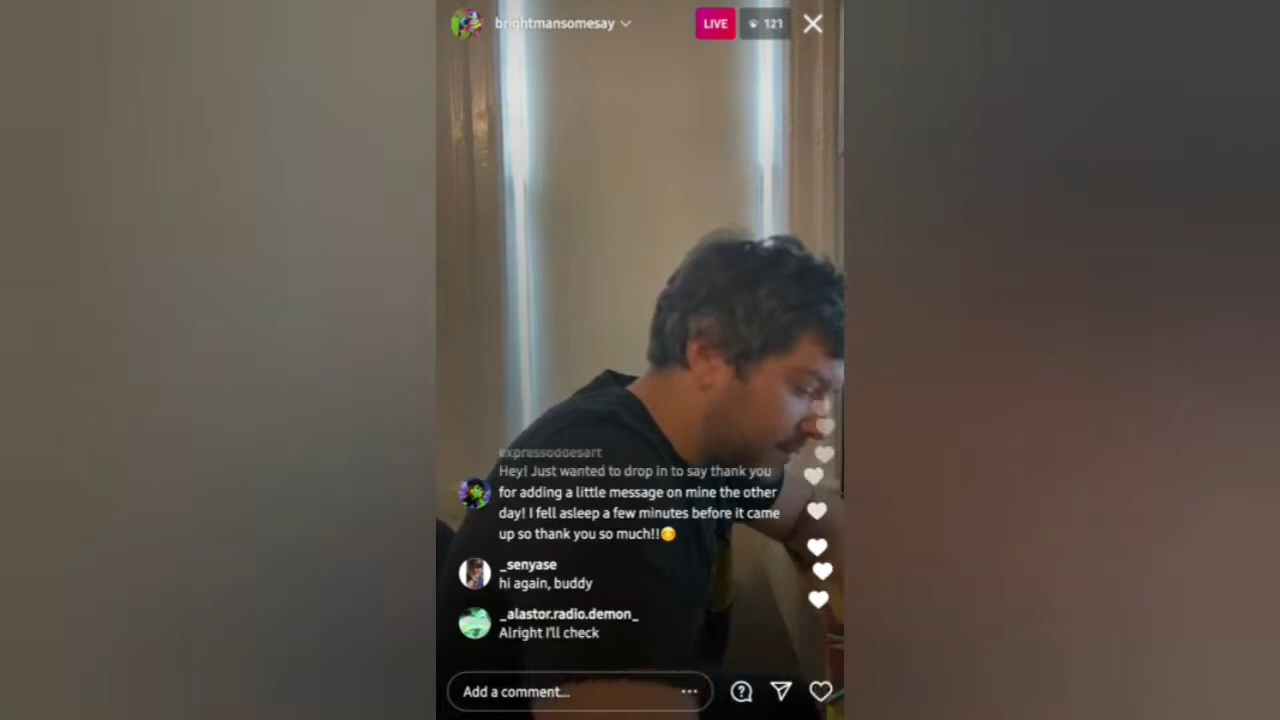 brightmansomesay
LIVE
121
expressodoesart
Hey! Just wanted to drop in to say thank you
for adding a little message on mine the other
day! I fell asleep a few minutes before it came
up so thank you so much!!😊
_senyase
hi again, buddy
_alastor.radio.demon_
Alright I'll check
Add a comment...